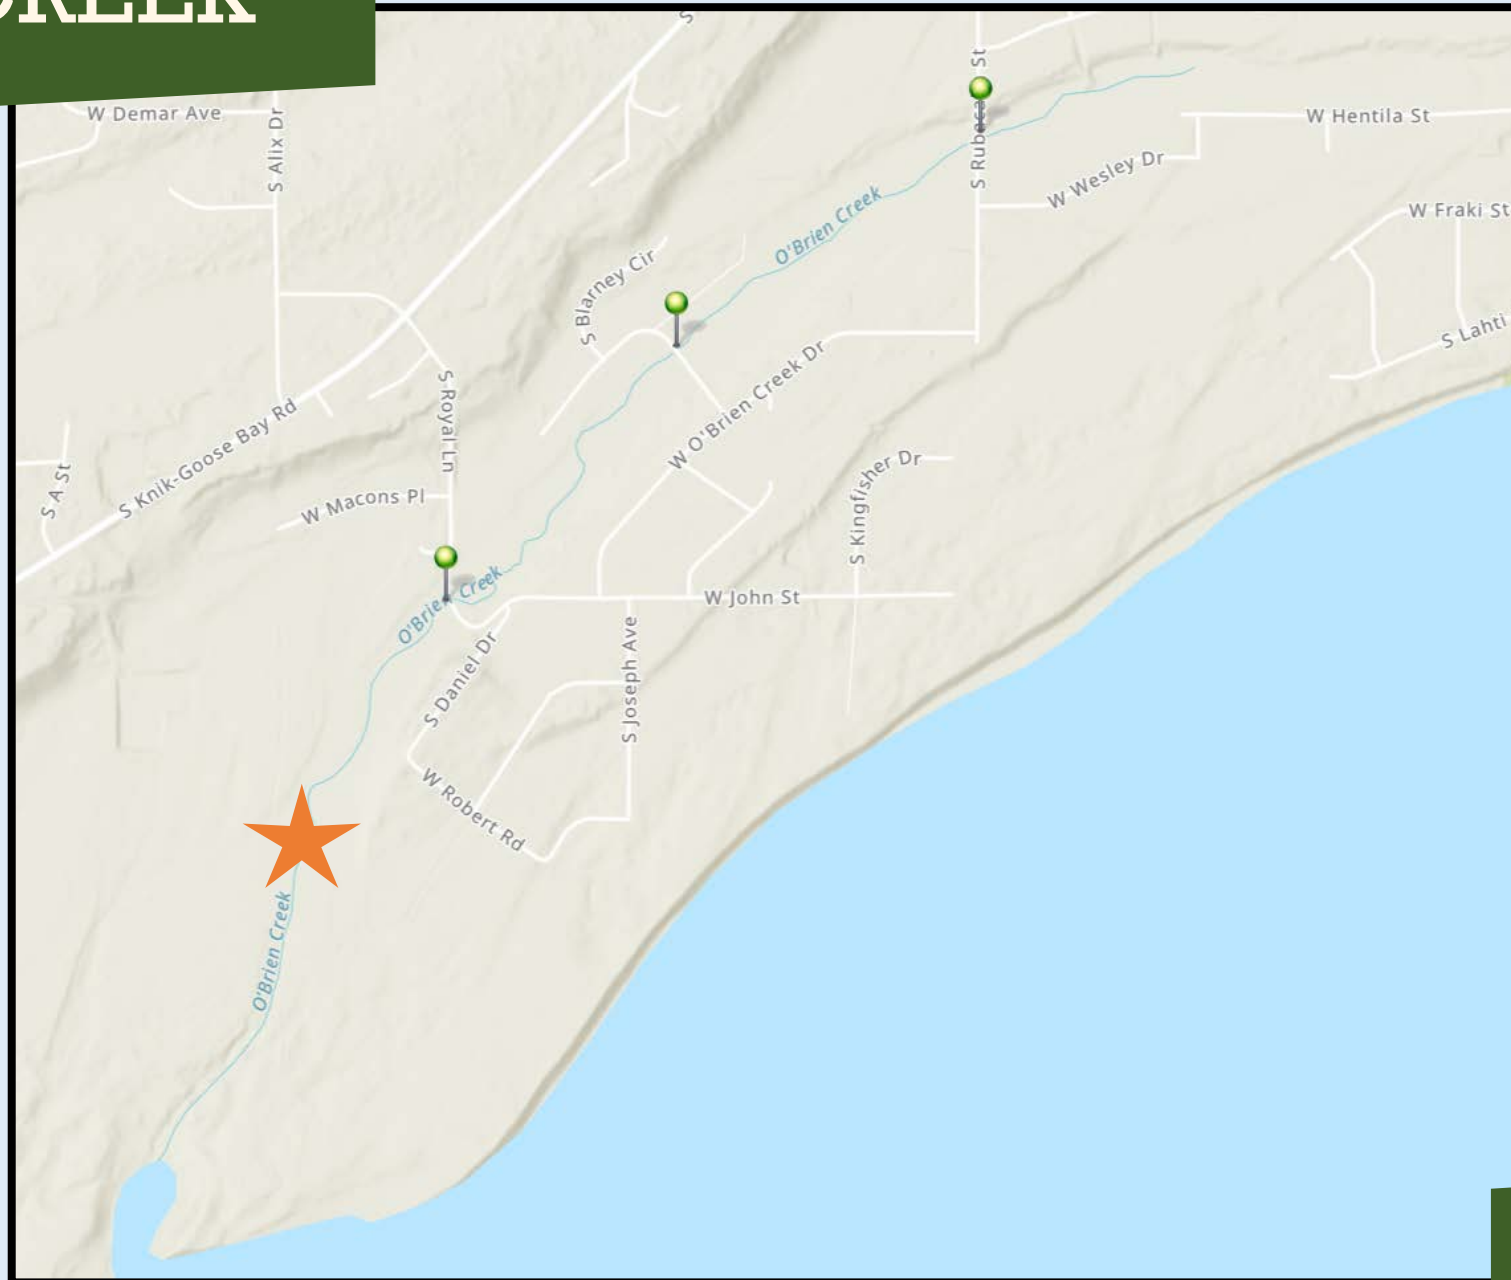 W Demar Ave
S Alix Dr
S
St
S Rubeca
W Hentila St
W Wesley Dr
W Fraki St
O'Brien Creek
S Blarney Cir
S Lahti
W O'Brien Creek Dr
S Royal Ln
S Knik-Goose Bay Rd
S A St
W Macons Pl
S Kingfisher Dr
O'Brien Creek
W John St
S Daniel Dr
S Joseph Ave
W Robert Rd
O'Brien Creek